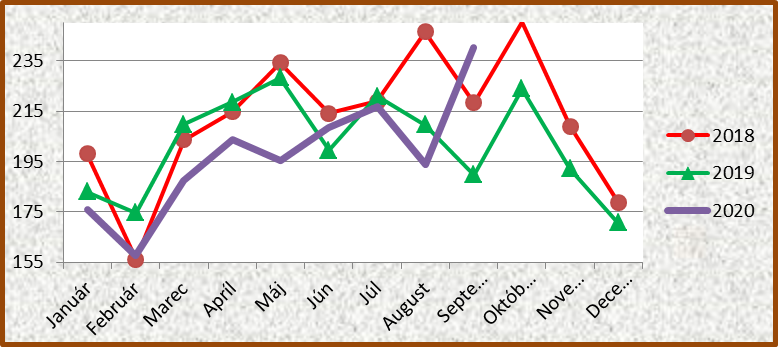 235
215
195
175
155
Január
Február
Marec
Apríl
Máj
Jún
Júl
August
Septe...
Októb...
Nove...
Dece...
2018
2019
2020